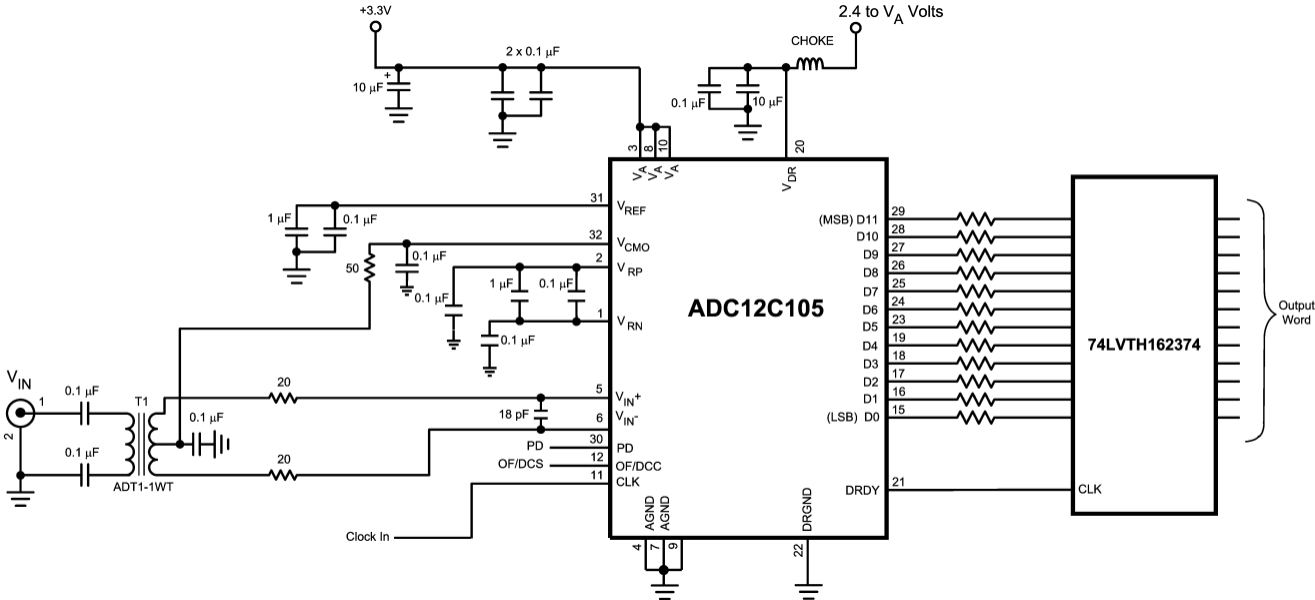 +3.3V
2.4 to VA Volts
CHOKE
2 x 0.1 µF
+
10 µF
0.1 µF
10 µF
3
8
10
20
VA
VA
VA
VDR
31
VREF
1 µF
0.1 µF
32
VCMO
50
0.1 µF
2
VRP
0.1 µF
1 µF
0.1 µF
1
VRN
0.1 µF
ADC12C105
(MSB) D11
29
D10
28
D9
27
D8
26
D7
25
D6
24
D5
23
D4
19
D3
18
D2
17
D1
16
(LSB) D0
15
74LVTH162374
Output
Word
VIN
1
2
0.1 µF
0.1 µF
T1
0.1 µF
ADT1-1WT
20
20
18 pF
5
VIN+
6
VIN-
PD
30
PD
OF/DCS
12
OF/DCC
11
CLK
Clock In
DRDY
21
CLK
AGND
AGND
DRGND
4
7
9
22